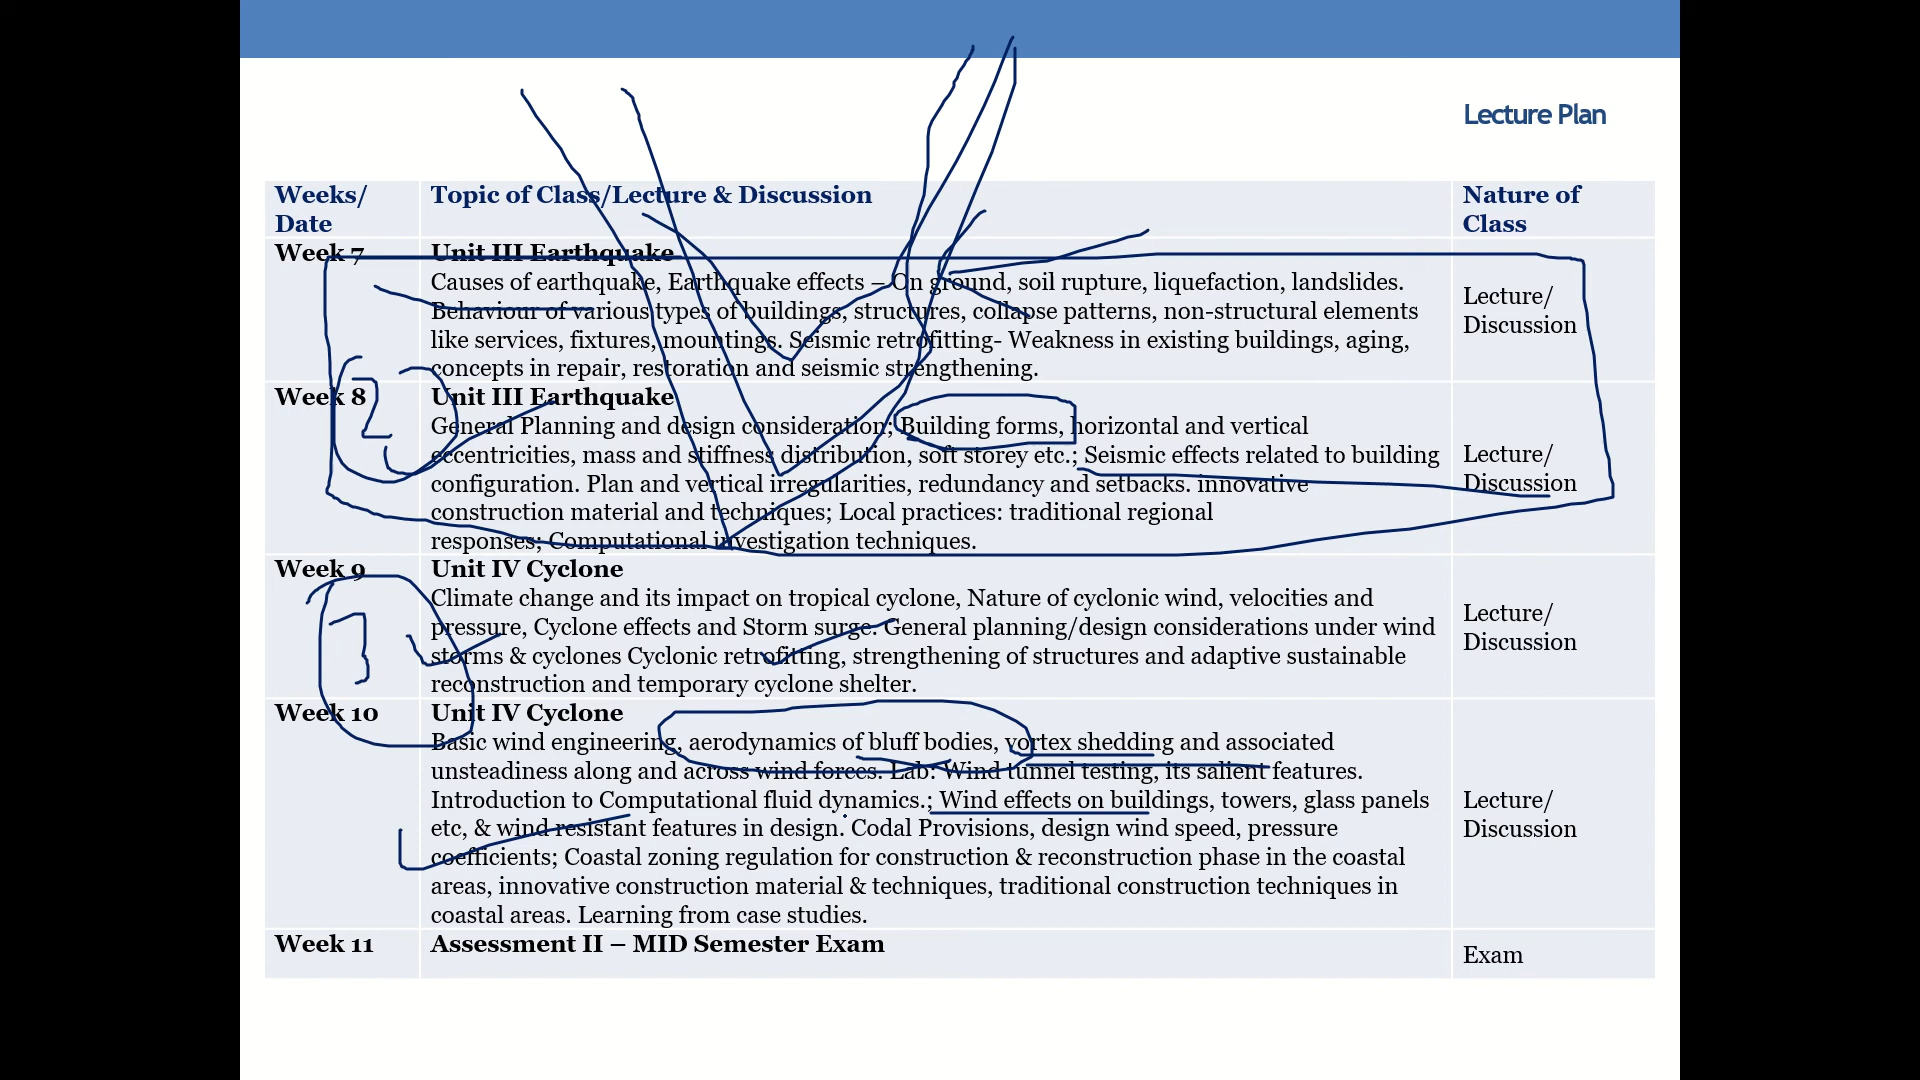 Lecture Plan
Weeks/
Date
Topic of Class/Lecture & Discussion
Nature of
Class
Week 7
Unit III Earthquake
Causes of earthquake, Earthquake effects – On ground, soil rupture, liquefaction, landslides.
Behaviour of various types of buildings, structures, collapse patterns, non-structural elements
like services, fixtures, mountings. Seismic retrofitting- Weakness in existing buildings, aging,
concepts in repair, restoration and seismic strengthening.
Lecture/
Discussion
Week 8
Unit III Earthquake
General Planning and design consideration; Building forms, horizontal and vertical
eccentricities, mass and stiffness distribution, soft storey etc.; Seismic effects related to building
configuration. Plan and vertical irregularities, redundancy and setbacks. innovative
construction material and techniques; Local practices: traditional regional
responses; Computational investigation techniques.
Lecture/
Discussion
Week 9
Unit IV Cyclone
Climate change and its impact on tropical cyclone, Nature of cyclonic wind, velocities and
pressure, Cyclone effects and Storm surge. General planning/design considerations under wind
storms & cyclones Cyclonic retrofitting, strengthening of structures and adaptive sustainable
reconstruction and temporary cyclone shelter.
Lecture/
Discussion
Week 10
Unit IV Cyclone
Basic wind engineering, aerodynamics of bluff bodies, vortex shedding and associated
unsteadiness along and across wind forces. Lab: Wind tunnel testing, its salient features.
Introduction to Computational fluid dynamics.; Wind effects on buildings, towers, glass panels
etc, & wind resistant features in design. Codal Provisions, design wind speed, pressure
coefficients; Coastal zoning regulation for construction & reconstruction phase in the coastal
areas, innovative construction material & techniques, traditional construction techniques in
coastal areas. Learning from case studies.
Lecture/
Discussion
Week 11
Assessment II – MID Semester Exam
Exam